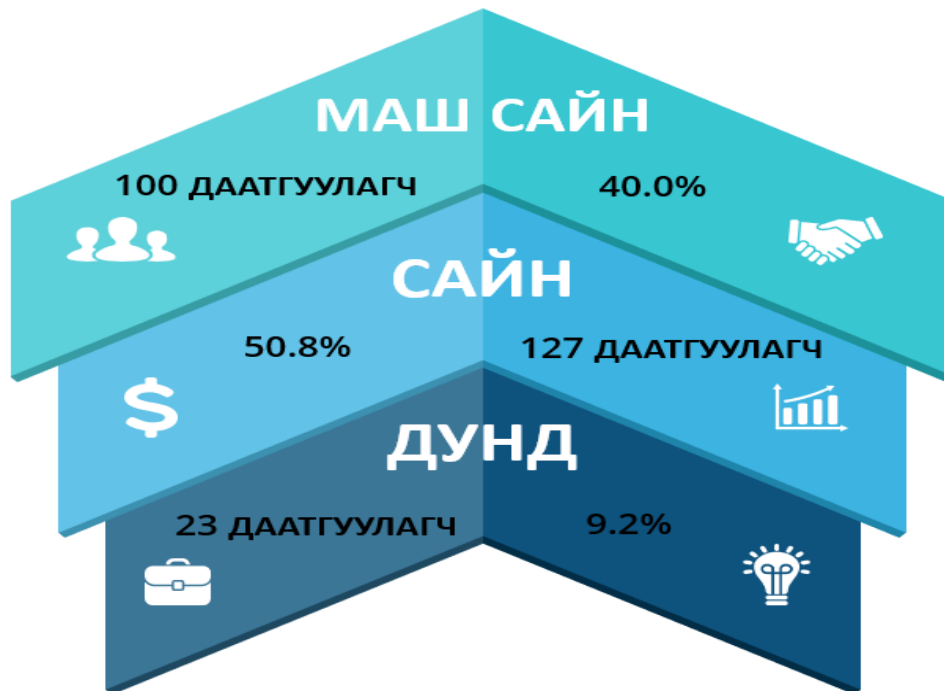 МАШ САЙН
100 ДААТГУУЛАГЧ 40.0%
САЙН
50.8% 127 ДААТГУУЛАГЧ
ДУНД
23 ДААТГУУЛАГЧ 9.2%